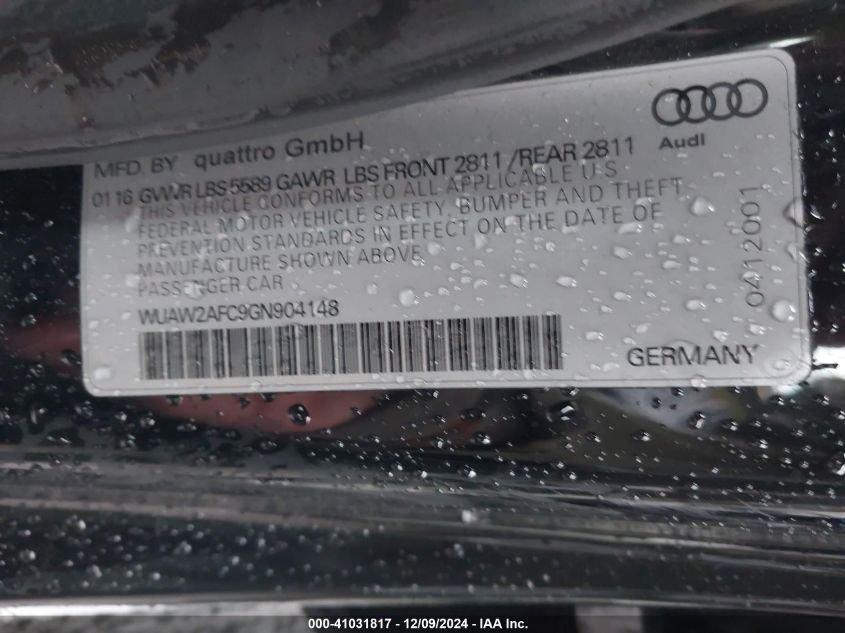 MFD BY quattro GmbH
Audi
01 16 GVWR LBS 5589 GAWR LBS FRONT 2811 /REAR 2811
THIS VEHICLE CONFORMS TO ALL APPLICABLE U S
FEDERAL MOTOR VEHICLE SAFETY, BUMPER AND THEFT
PREVENTION STANDARDS IN EFFECT ON THE DATE OF
MANUFACTURE SHOWN ABOVE
PASSENGER CAR
WUAW2AFC9GN904148
GERMANY
0412001
000-41031817 - 12/09/2024 - IAA Inc.